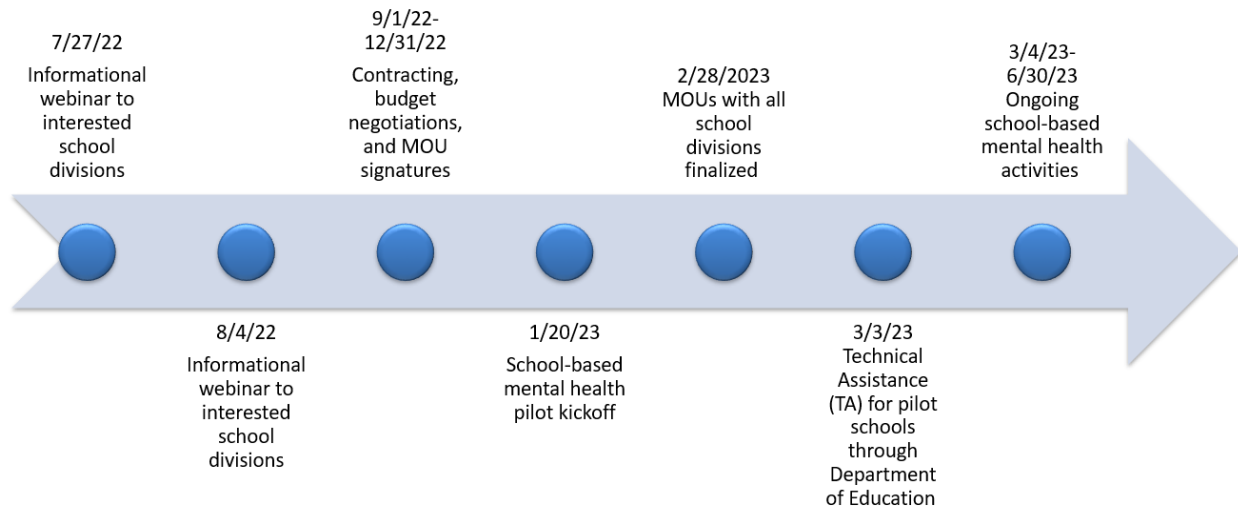 7/27/22
Informational
webinar to
interested
school
divisions
8/4/22
Informational
webinar to
interested
school
divisions
9/1/22-
12/31/22
Contracting,
budget
negotiations,
and MOU
signatures
1/20/23
School-based
mental health
pilot kickoff
2/28/2023
MOUs with all
school
divisions
finalized
3/3/23
Technical
Assistance
(TA) for pilot
schools
through
Department
of Education
3/4/23-
6/30/23
Ongoing
school-based
mental health
activities